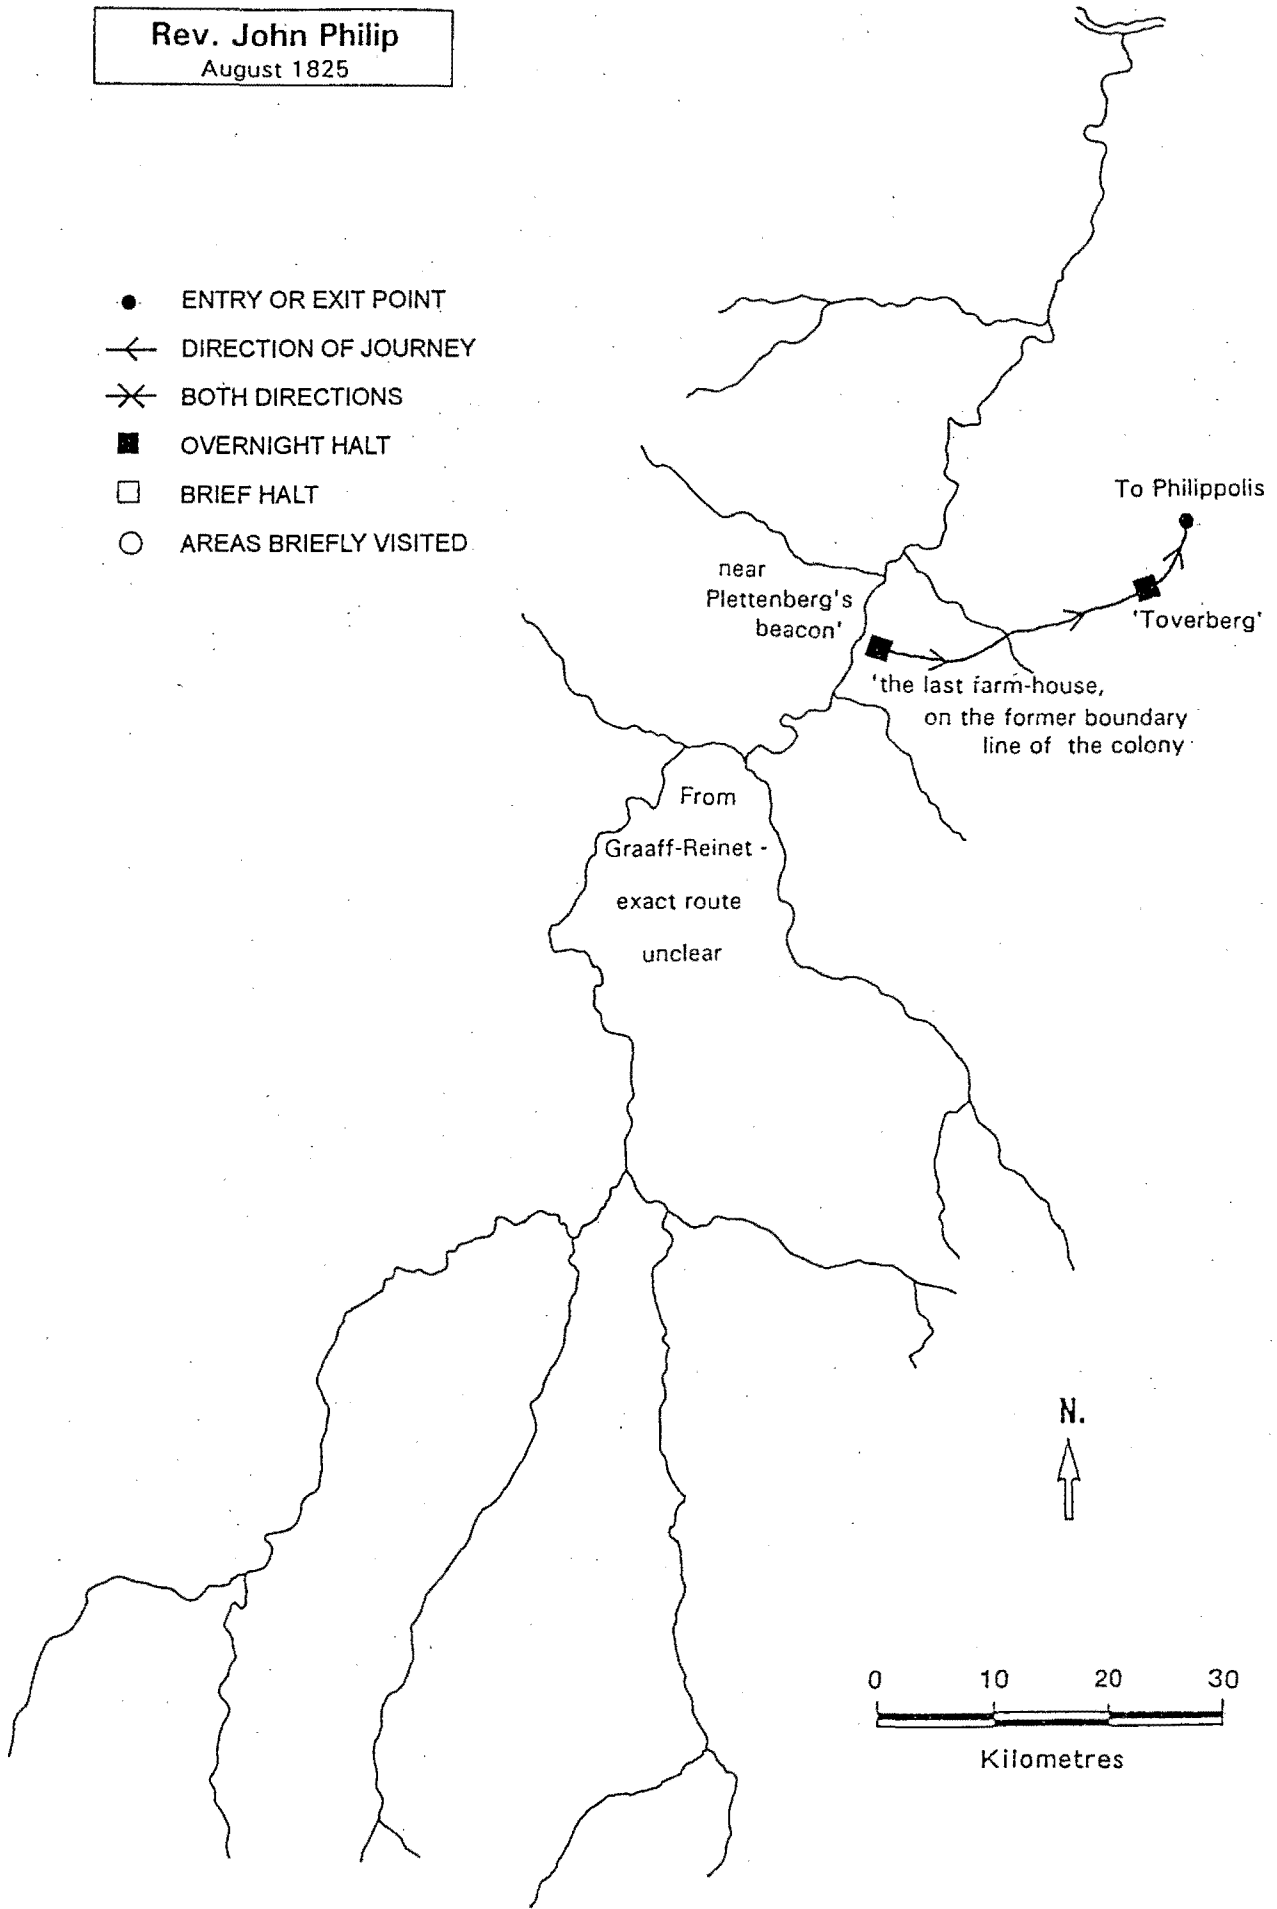 Rev. John Philip
August 1825
ENTRY OR EXIT POINT
DIRECTION OF JOURNEY
BOTH DIRECTIONS
OVERNIGHT HALT
BRIEF HALT
AREAS BRIEFLY VISITED
To Philippolis
near
Plettenberg's
beacon'
'Toverberg'
'the last farm-house,
on the former boundary
line of the colony
From
Graaff-Reinet -
exact route
unclear
N.
0 10 20 30
Kilometres